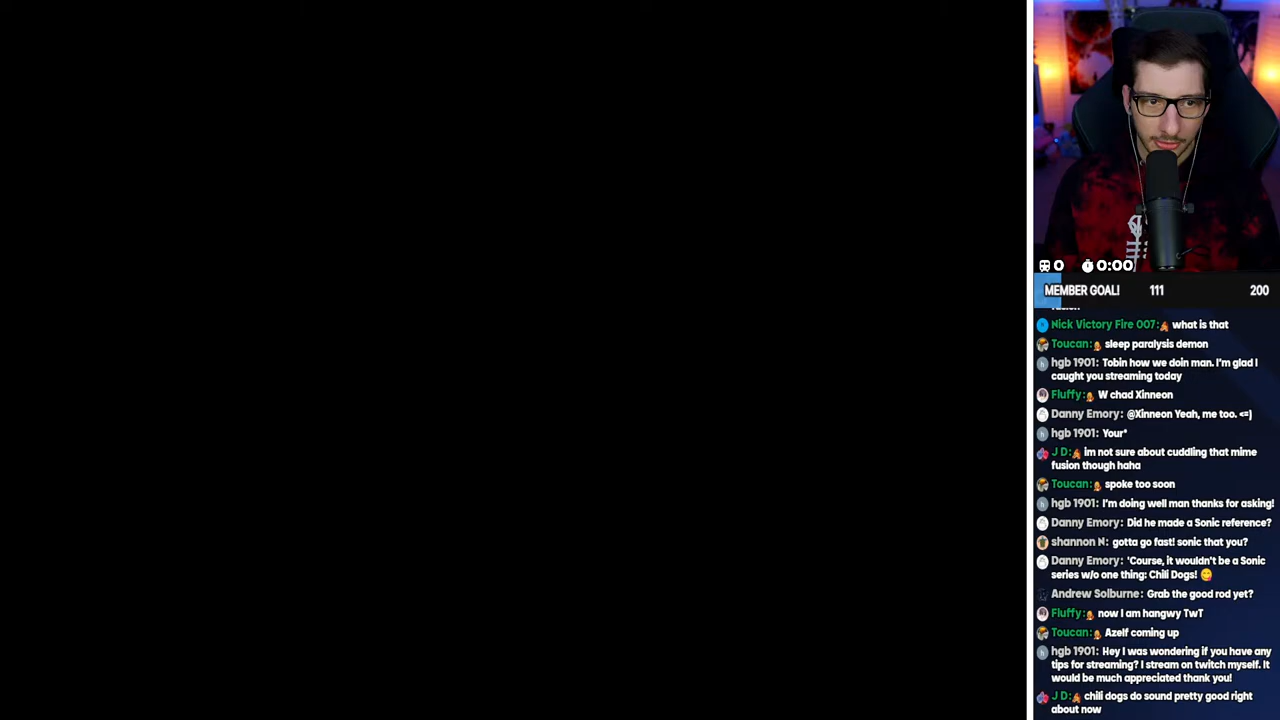 0 0:00
MEMBER GOAL! 111 200
Nick Victory Fire 007: what is that
Toucan: sleep paralysis demon
hgb 1901: Tobin how we doin man. I'm glad I
caught you streaming today
Fluffy: W chad Xinneon
Danny Emory: @Xinneon Yeah, me too. <=]
hgb 1901: Your*
J D: im not sure about cuddling that mime
fusion though haha
Toucan: spoke too soon
hgb 1901: I'm doing well man thanks for asking!
Danny Emory: Did he made a Sonic reference?
shannon N: gotta go fast! sonic that you?
Danny Emory: 'Course, it wouldn't be a Sonic
series w/o one thing: Chili Dogs! 😋
Andrew Solburne: Grab the good rod yet?
Fluffy: now I am hangwy TwT
Toucan: Azelf coming up
hgb 1901: Hey I was wondering if you have any
tips for streaming? I stream on twitch myself. It
would be much appreciated thank you!
J D: chili dogs do sound pretty good right
about now